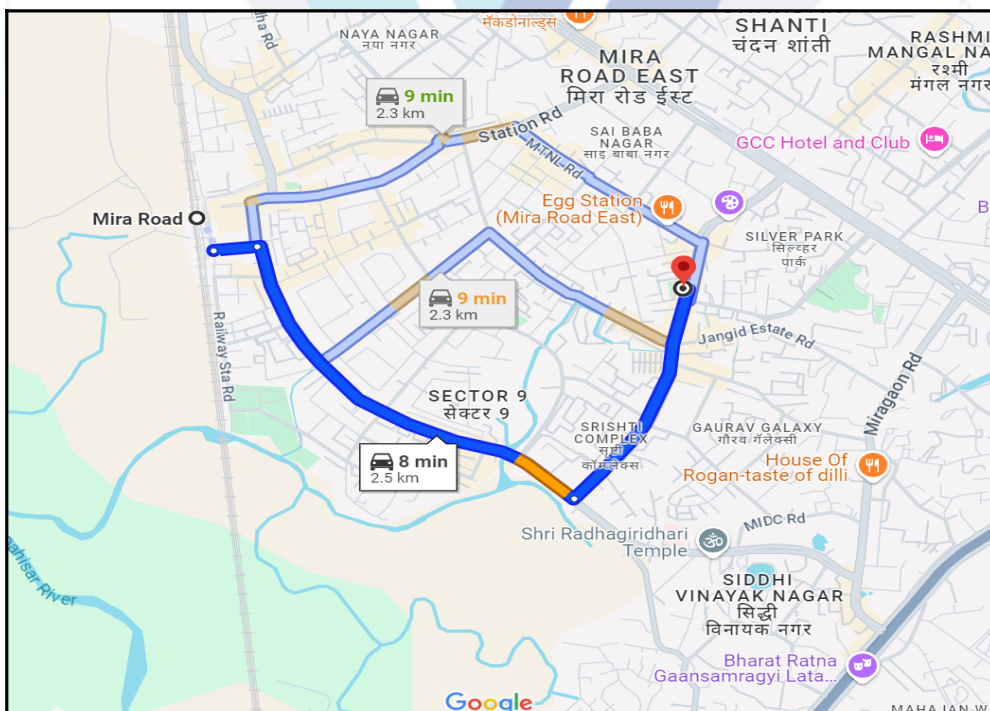 मॅकडोनाल्ड्स
SHANTI
चंदन शांती
NAYA NAGAR
नया नगर
RASHMI
MANGAL NA
रश्मी
मंगल नगर
MIRA
ROAD EAST
मिरा रोड ईस्ट
9 min
2.3 km
Station Rd
MTNL Rd
SAI BABA
NAGAR
साई बाबा
नगर
GCC Hotel and Club
Egg Station
(Mira Road East)
Mira Road
SILVER PARK
सिल्व्हर
पार्क
9 min
2.3 km
Railway Sta Rd
Jangid Estate Rd
Miragaon Rd
SECTOR 9
सेक्टर 9
SRISHTI
COMPLEX
सृष्टी
कॉम्प्लेक्स
GAURAV GALAXY
गौरव गॅलेक्सी
8 min
2.5 km
House Of
Rogan-taste of dilli
MIDC Rd
Shri Radhagiridhari
Temple
SIDDHI
VINAYAK NAGAR
सिद्धी
विनायक नगर
ahisar River
Bharat Ratna
Gaansamragyi Lata...
Google